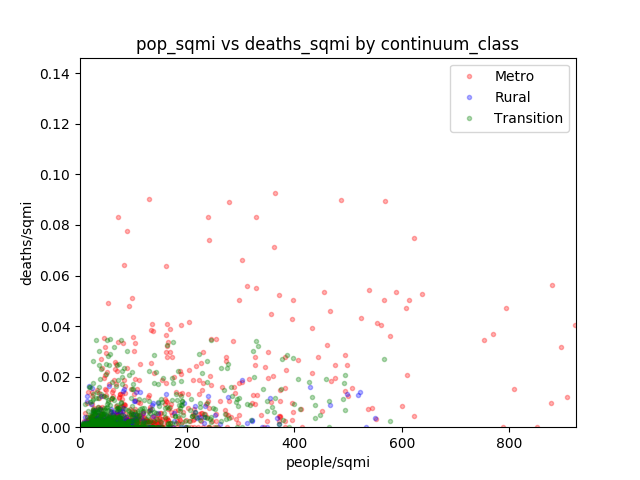 pop_sqmi vs deaths_sqmi by continuum_class
0.14
0.12
0.10
0.08
0.06
0.04
0.02
0.00
deaths/sqmi
Metro
Rural
Transition
0
200
400
600
800
people/sqmi